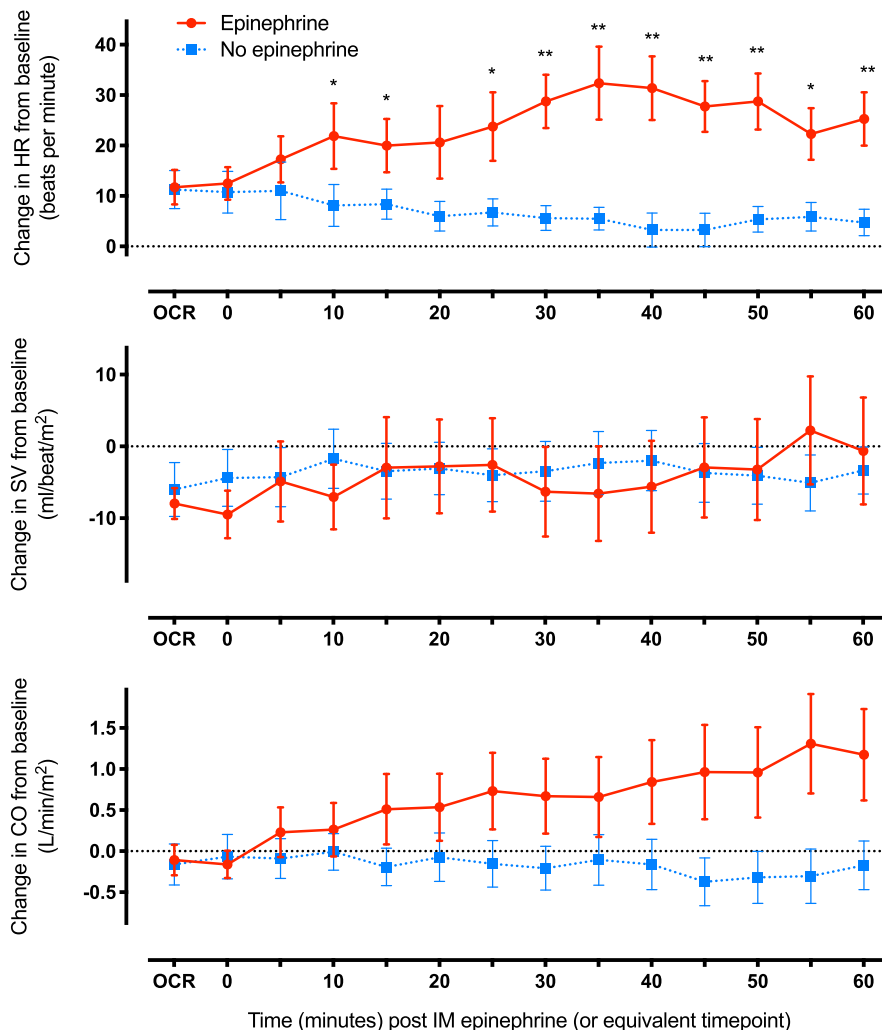 Epinephrine
No epinephrine
Change in HR from baseline
(beats per minute)
40
30
20
10
0
* * * ** ** ** ** ** * **
OCR 0 10 20 30 40 50 60
Change in SV from baseline
(ml/beat/m²)
10
0
-10
OCR 0 10 20 30 40 50 60
Change in CO from baseline
(L/min/m²)
1.5
1.0
0.5
0.0
-0.5
OCR 0 10 20 30 40 50 60
Time (minutes) post IM epinephrine (or equivalent timepoint)